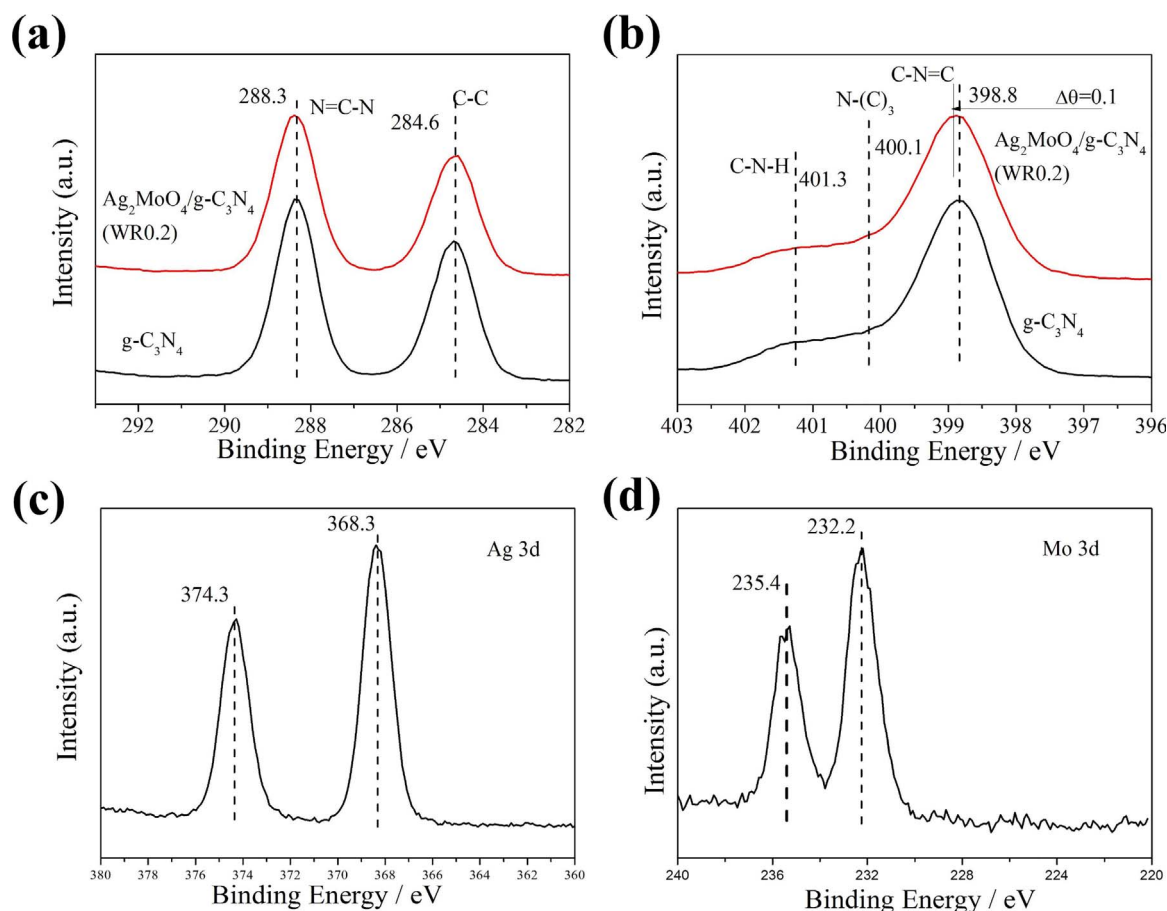 (a)
288.3
N=C-N
284.6
C-C
Ag₂MoO₄/g-C₃N₄
(WR0.2)
g-C₃N₄
Intensity (a.u.)
292 290 288 286 284 282
Binding Energy / eV
(b)
C-N=C
398.8
Δθ=0.1
N-(C)₃
400.1
C-N-H
401.3
Ag₂MoO₄/g-C₃N₄
(WR0.2)
g-C₃N₄
Intensity (a.u.)
403 402 401 400 399 398 397 396
Binding Energy / eV
(c)
368.3
Ag 3d
374.3
Intensity (a.u.)
380 378 376 374 372 370 368 366 364 362 360
Binding Energy / eV
(d)
232.2
Mo 3d
235.4
Intensity (a.u.)
240 236 232 228 224 220
Binding Energy / eV